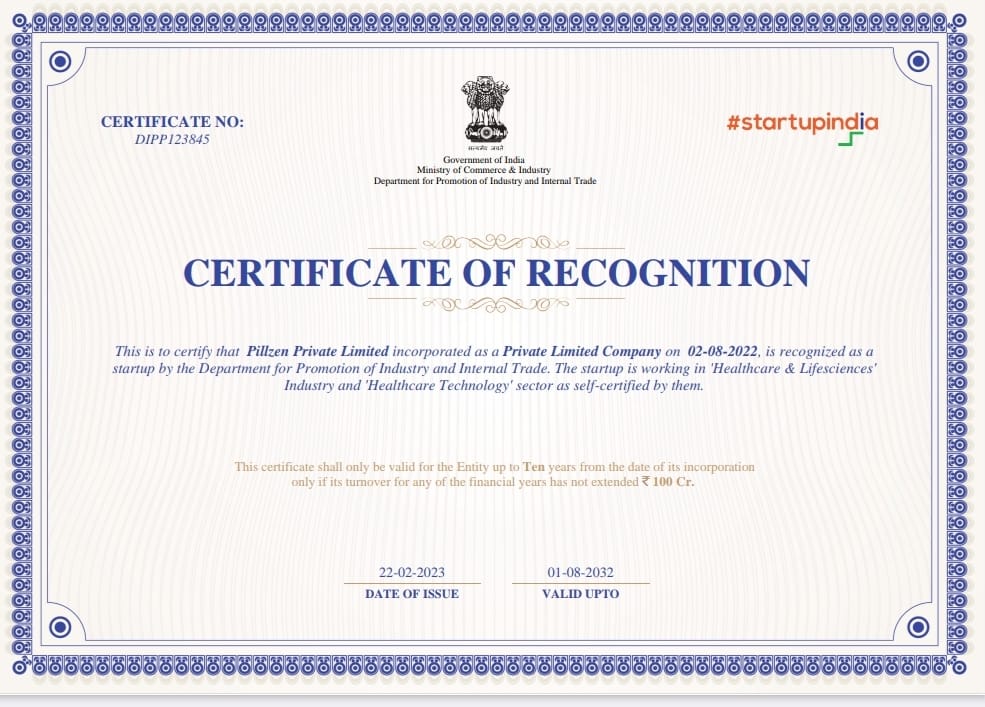 CERTIFICATE NO:
DIPP123845
सत्यमेव जयते
#startupindia
Government of India
Ministry of Commerce & Industry
Department for Promotion of Industry and Internal Trade
CERTIFICATE OF RECOGNITION
This is to certify that Pillzen Private Limited incorporated as a Private Limited Company on 02-08-2022, is recognized as a
startup by the Department for Promotion of Industry and Internal Trade. The startup is working in 'Healthcare & Lifesciences'
Industry and 'Healthcare Technology' sector as self-certified by them.
This certificate shall only be valid for the Entity up to Ten years from the date of its incorporation
only if its turnover for any of the financial years has not extended ₹ 100 Cr.
22-02-2023
DATE OF ISSUE
01-08-2032
VALID UPTO